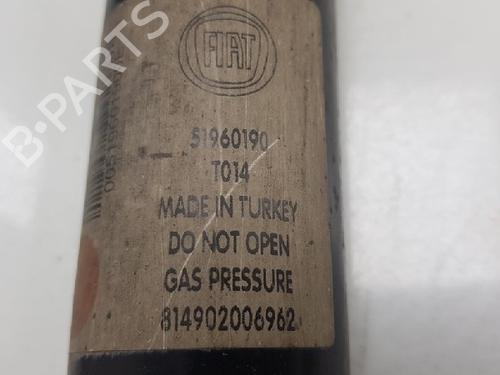 FIAT
51960190
T014
MADE IN TURKEY
DO NOT OPEN
GAS PRESSURE
814902006962
B-PARTS